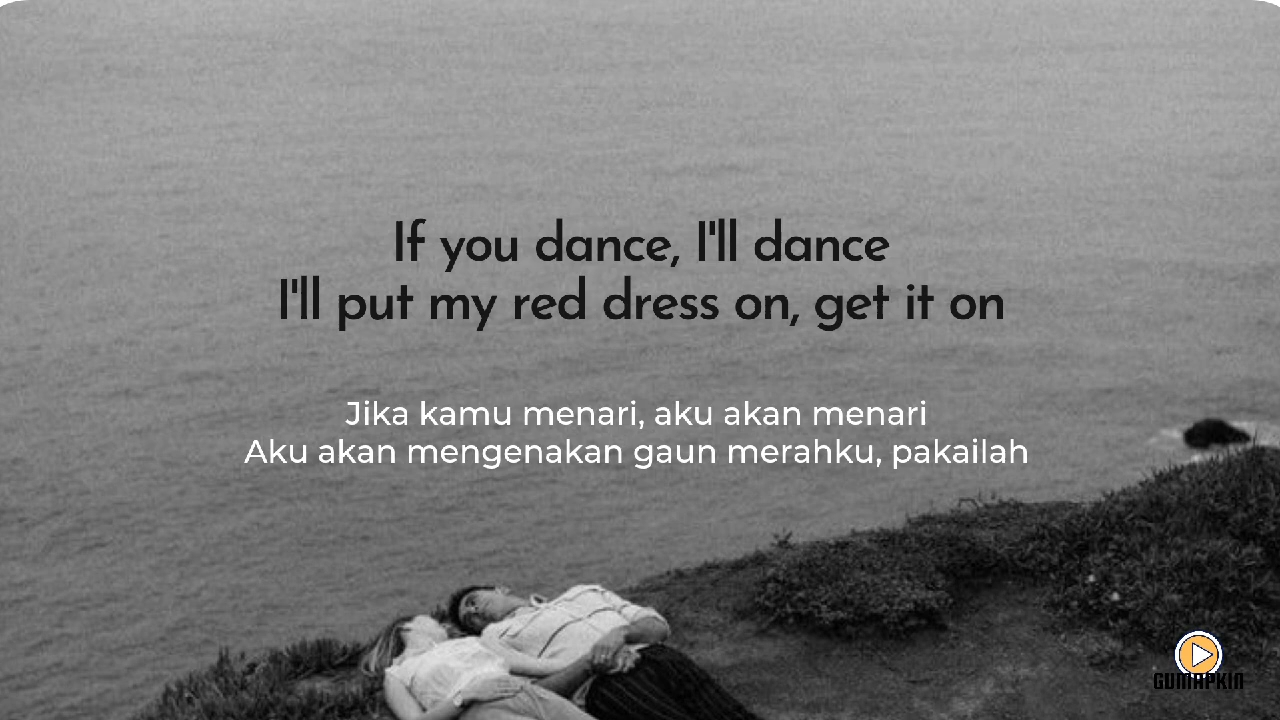 If you dance, I'll dance
I'll put my red dress on, get it on
Jika kamu menari, aku akan menari
Aku akan mengenakan gaun merahku, pakailah
GUMAPKIN